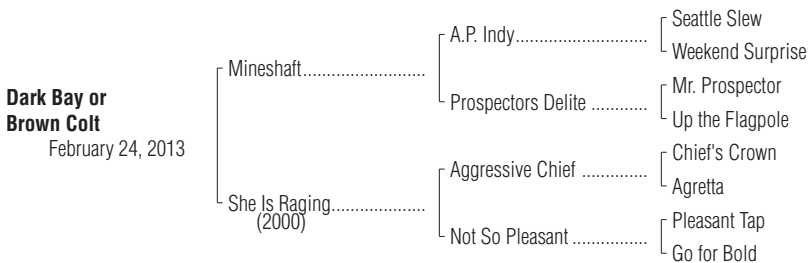 Dark Bay or
Brown Colt
February 24, 2013
Mineshaft..........................
She Is Raging....................
(2000)
A.P. Indy............................
Prospectors Delite ............
Aggressive Chief ..............
Not So Pleasant ................
Seattle Slew
Weekend Surprise
Mr. Prospector
Up the Flagpole
Chief's Crown
Agretta
Pleasant Tap
Go for Bold